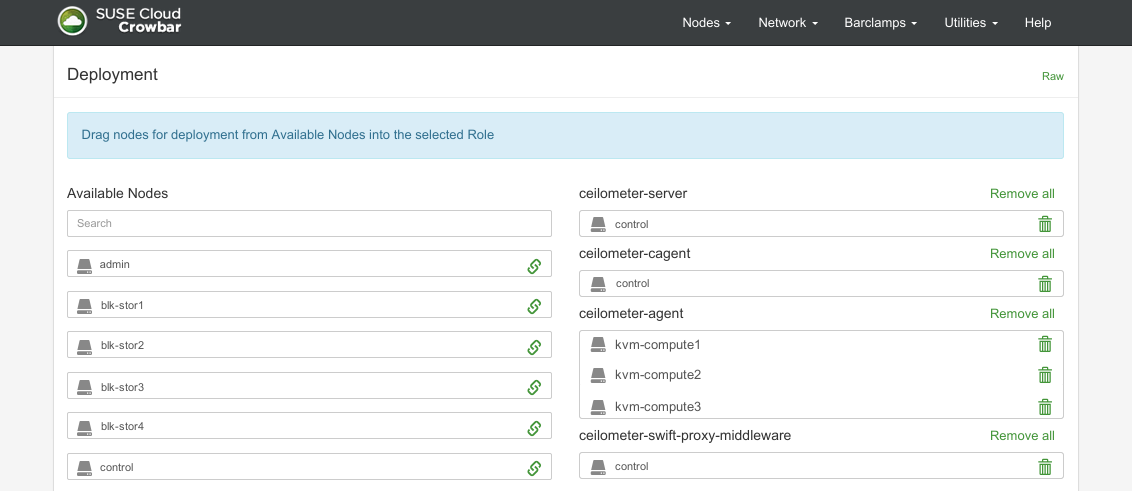 SUSE Cloud
Crowbar
Nodes Network Barclamps Utilities Help
Deployment
Raw
Drag nodes for deployment from Available Nodes into the selected Role
Available Nodes
Search
admin
blk-stor1
blk-stor2
blk-stor3
blk-stor4
control
ceilometer-server Remove all
control
ceilometer-cagent Remove all
control
ceilometer-agent Remove all
kvm-compute1
kvm-compute2
kvm-compute3
ceilometer-swift-proxy-middleware Remove all
control